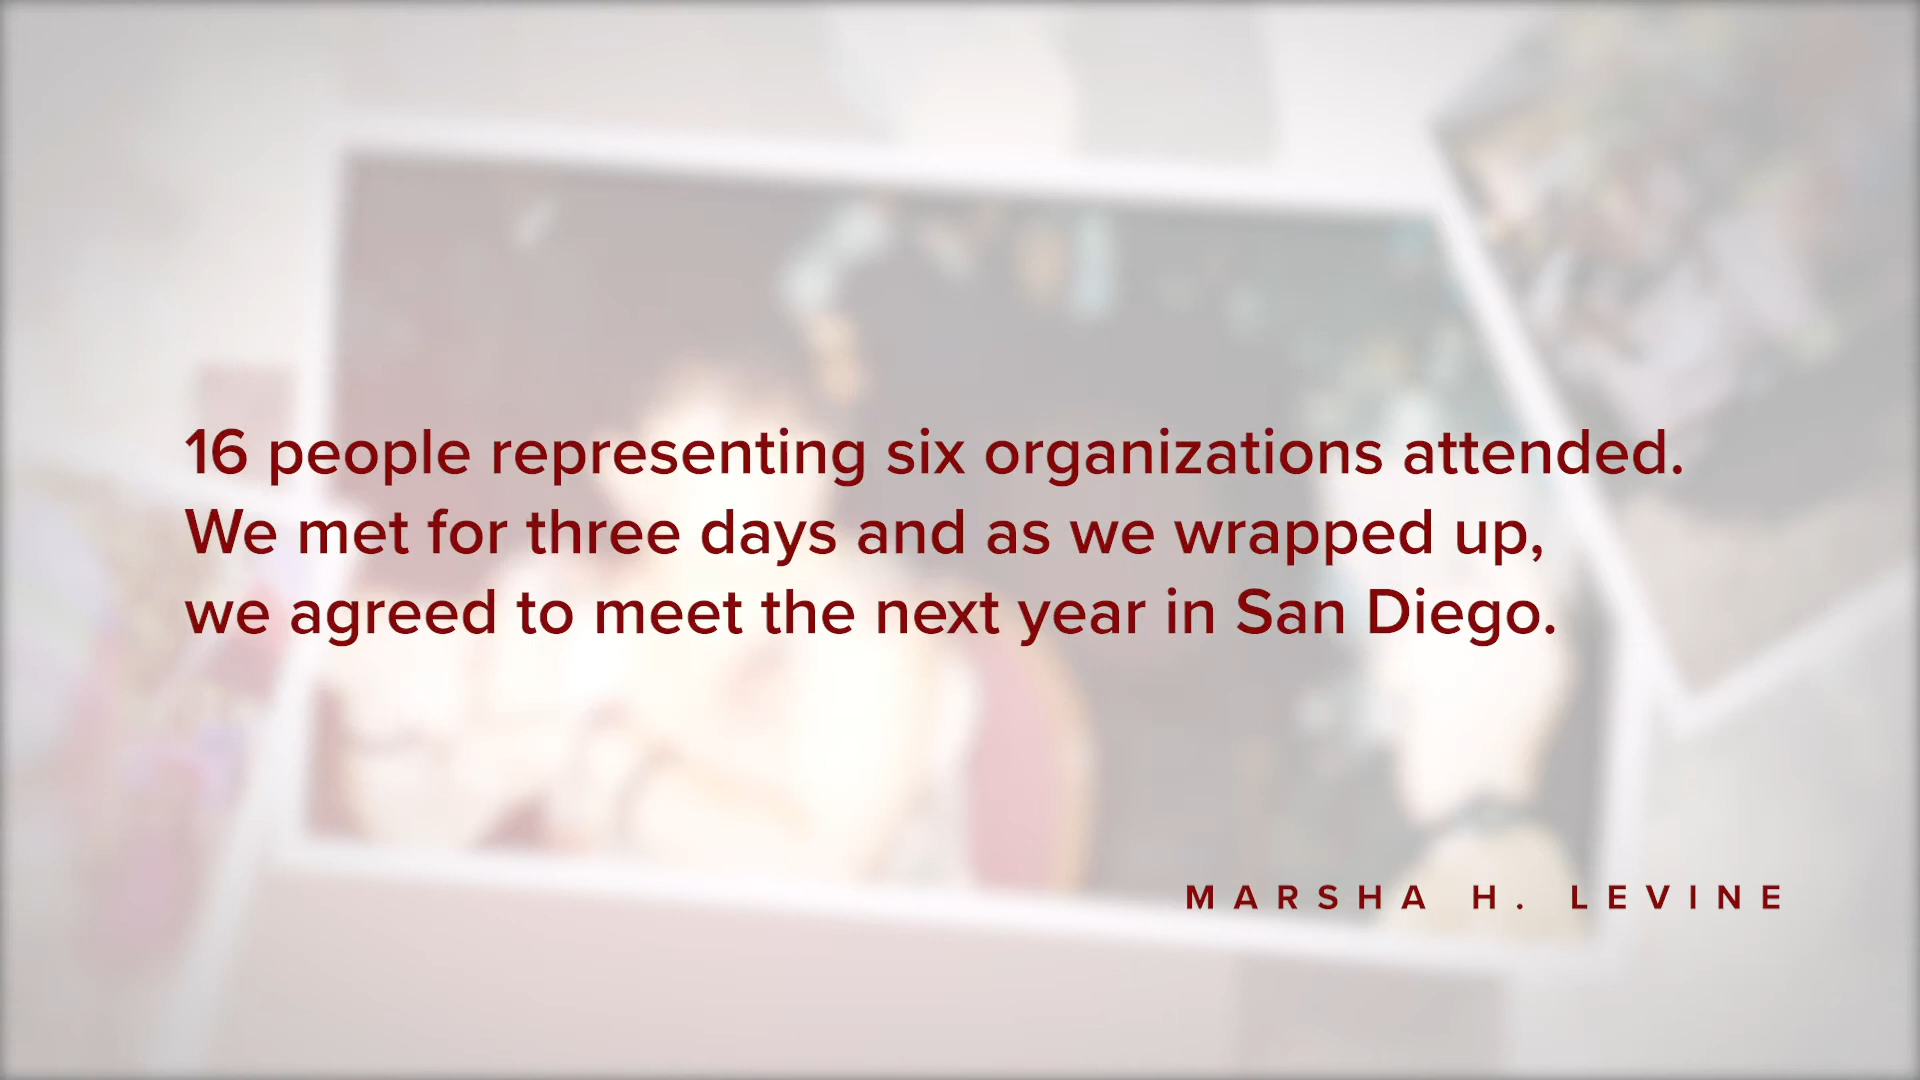 16 people representing six organizations attended.
We met for three days and as we wrapped up,
we agreed to meet the next year in San Diego.
MARSHA H. LEVINE